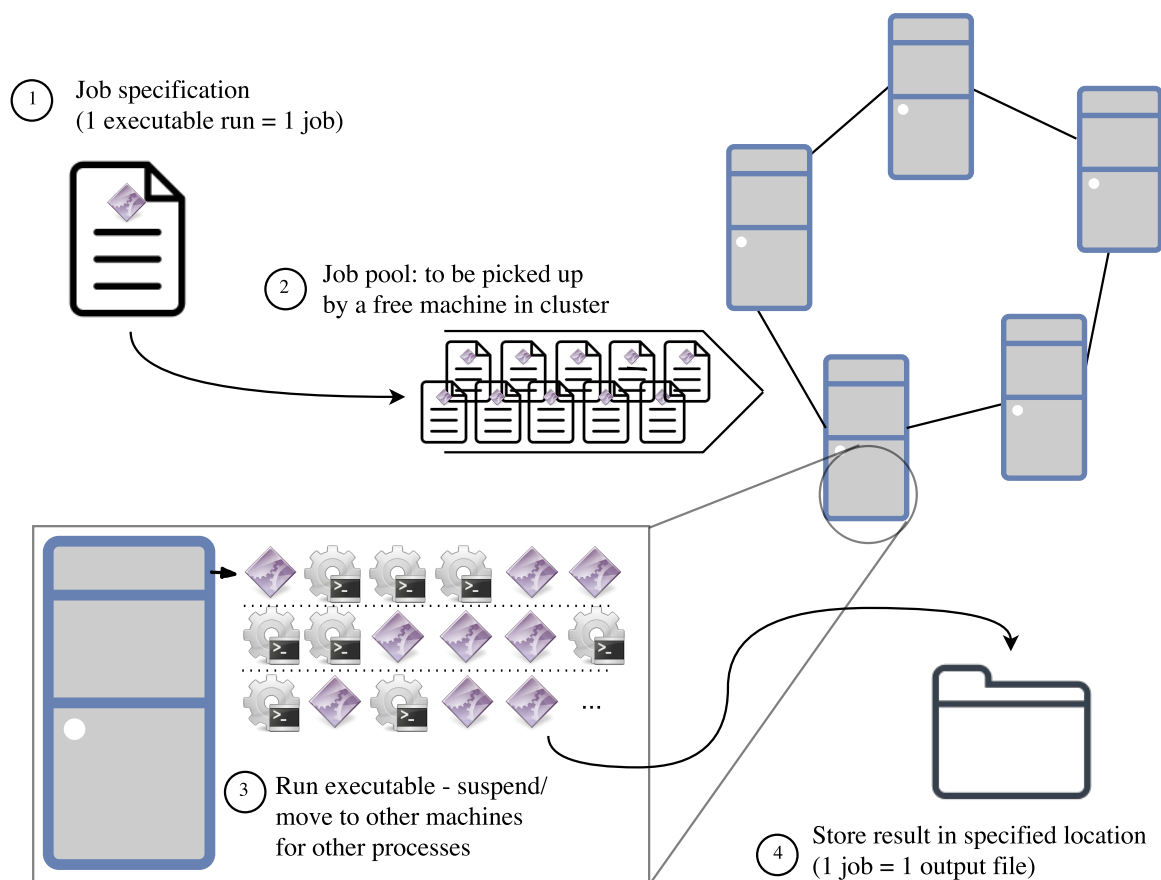 1
Job specification
(1 executable run = 1 job)
2
Job pool: to be picked up
by a free machine in cluster
>_ >_ >_
>_ >_ >_
>_ >_ ...
3
Run executable - suspend/
move to other machines
for other processes
4
Store result in specified location
(1 job = 1 output file)